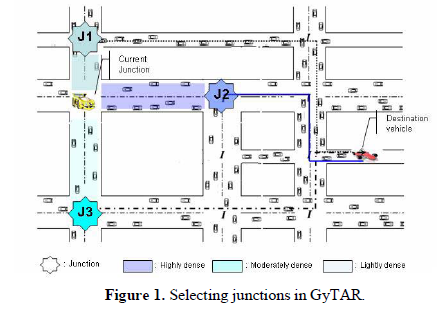 J1
Current
Junction
J2
Destination
vehicle
J3
: Junction
: Highly dense
: Moderately dense
: Lightly dense
Figure 1. Selecting junctions in GyTAR.